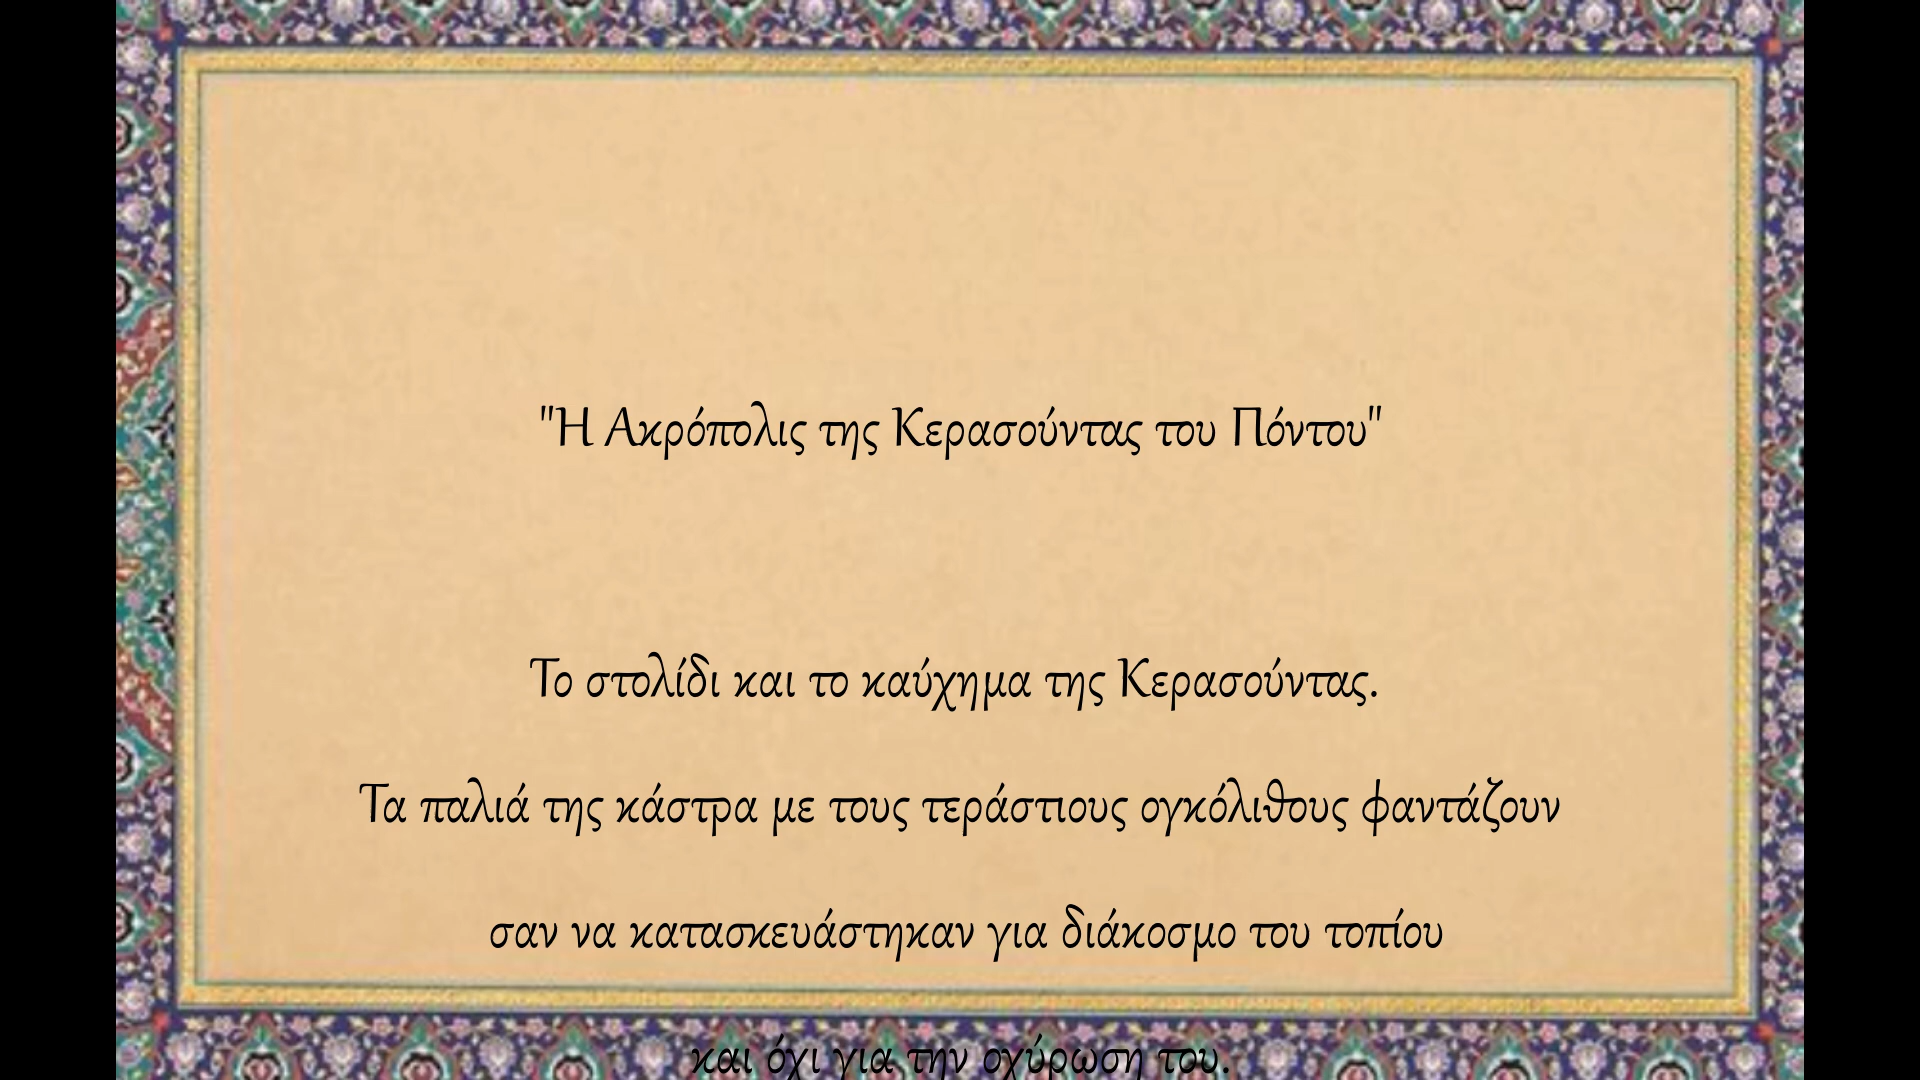 "Η Ακρόπολις της Κερασούντας του Πόντου"
Το στολίδι και το καύχημα της Κερασούντας.
Τα παλιά της κάστρα με τους τεράστιους ογκόλιθους φαντάζουν
σαν να κατασκευάστηκαν για διάκοσμο του τοπίου
και όχι για την οχύρωση του.